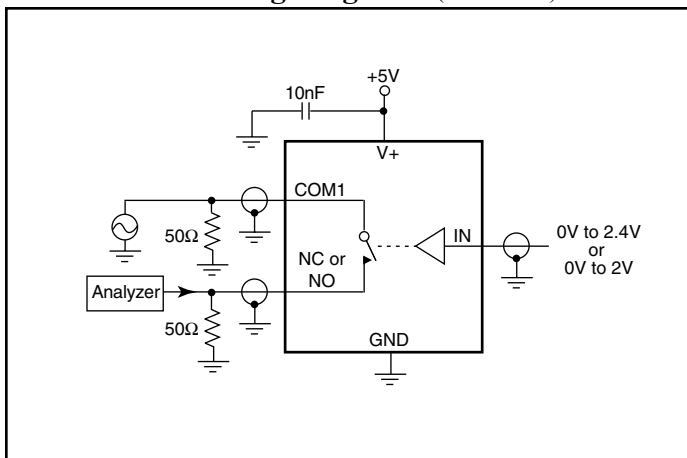 +5V
10nF
V+
COM1
IN
0V to 2.4V
or
0V to 2V
50Ω
NC or
NO
Analyzer
50Ω
GND